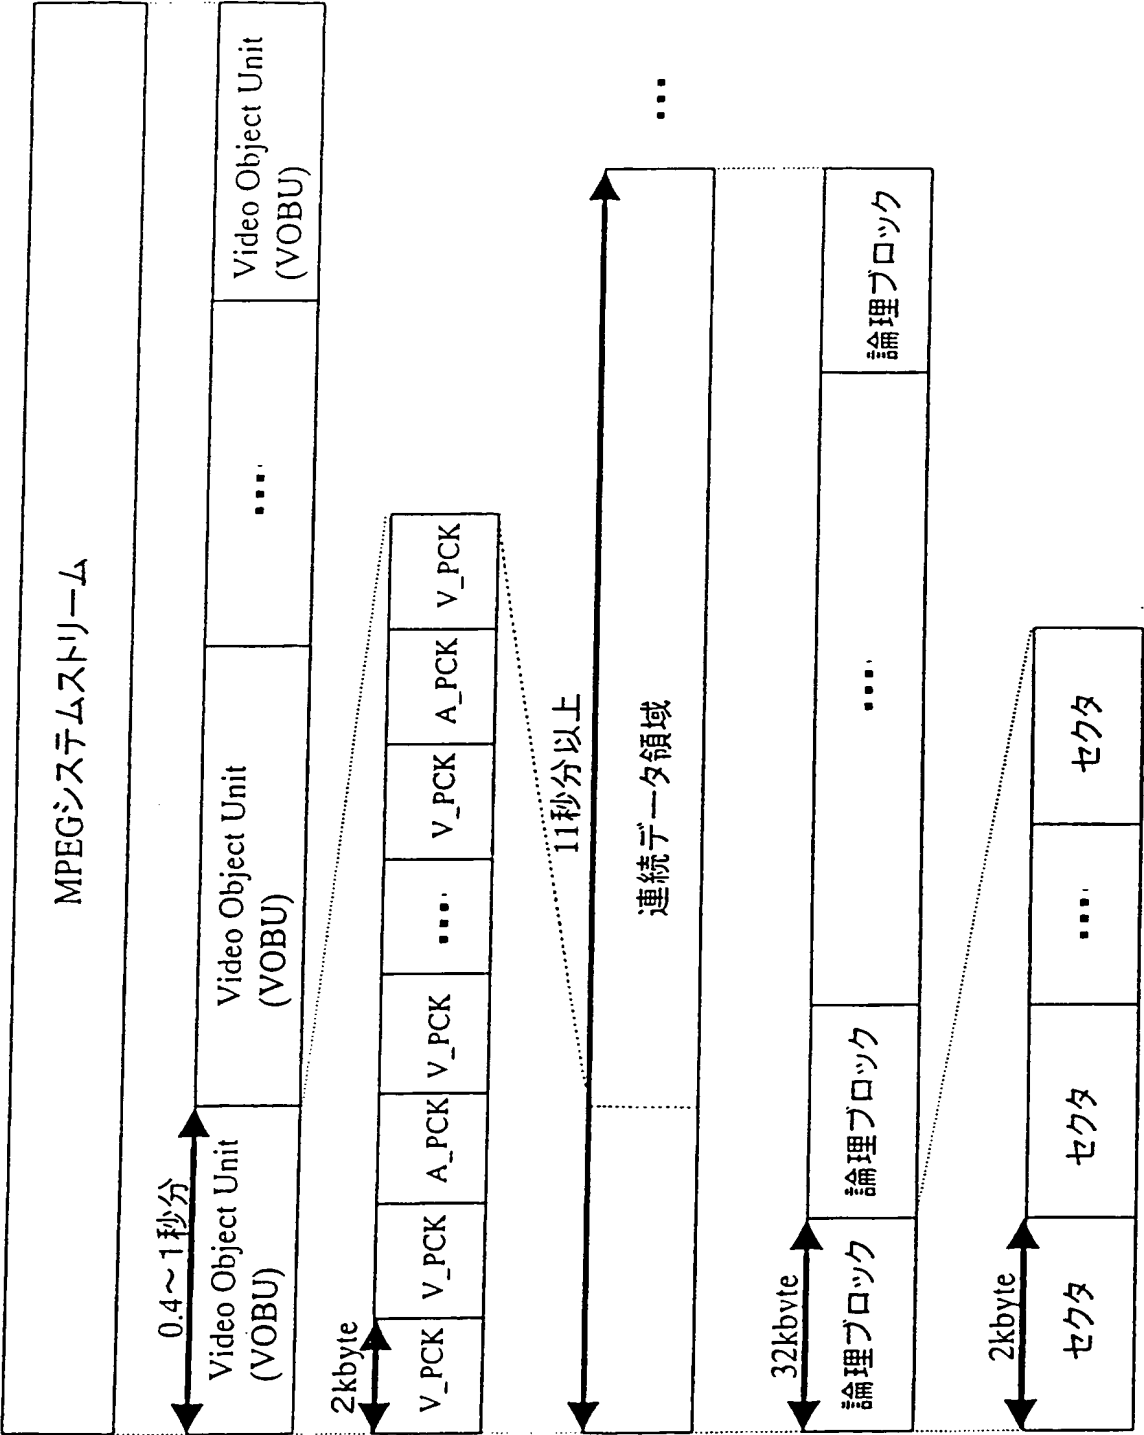 MPEGシステムストリーム
0.4～1秒分
Video Object Unit
(VOBU)
Video Object Unit
(VOBU)
....
Video Object Unit
(VOBU)
2kbyte
V_PCK
V_PCK
A_PCK
V_PCK
....
V_PCK
A_PCK
V_PCK
11秒分以上
連続データ領域
...
32kbyte
論理ブロック
論理ブロック
....
論理ブロック
2kbyte
セクタ
セクタ
....
セクタ